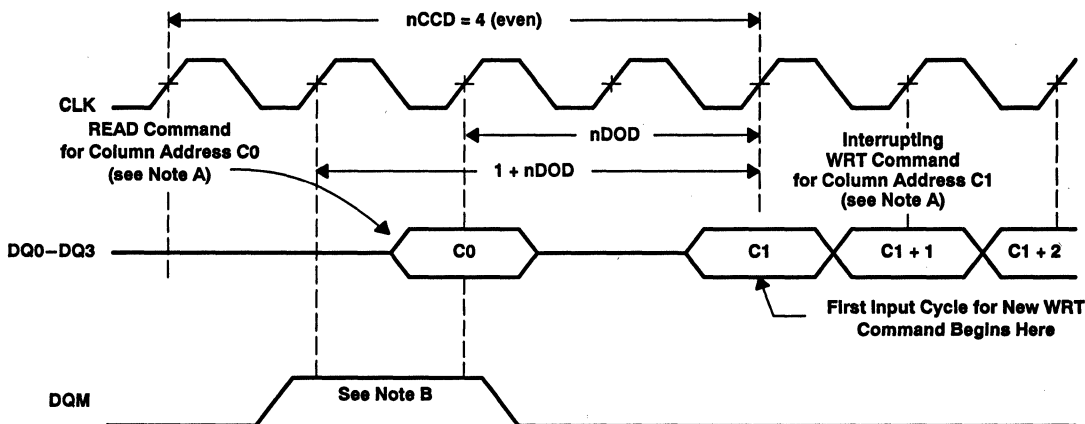 nCCD = 4 (even)
CLK
READ Command
for Column Address C0
(see Note A)
nDOD
1 + nDOD
Interrupting
WRT Command
for Column Address C1
(see Note A)
DQ0–DQ3
C0
C1
C1 + 1
C1 + 2
First Input Cycle for New WRT
Command Begins Here
DQM
See Note B